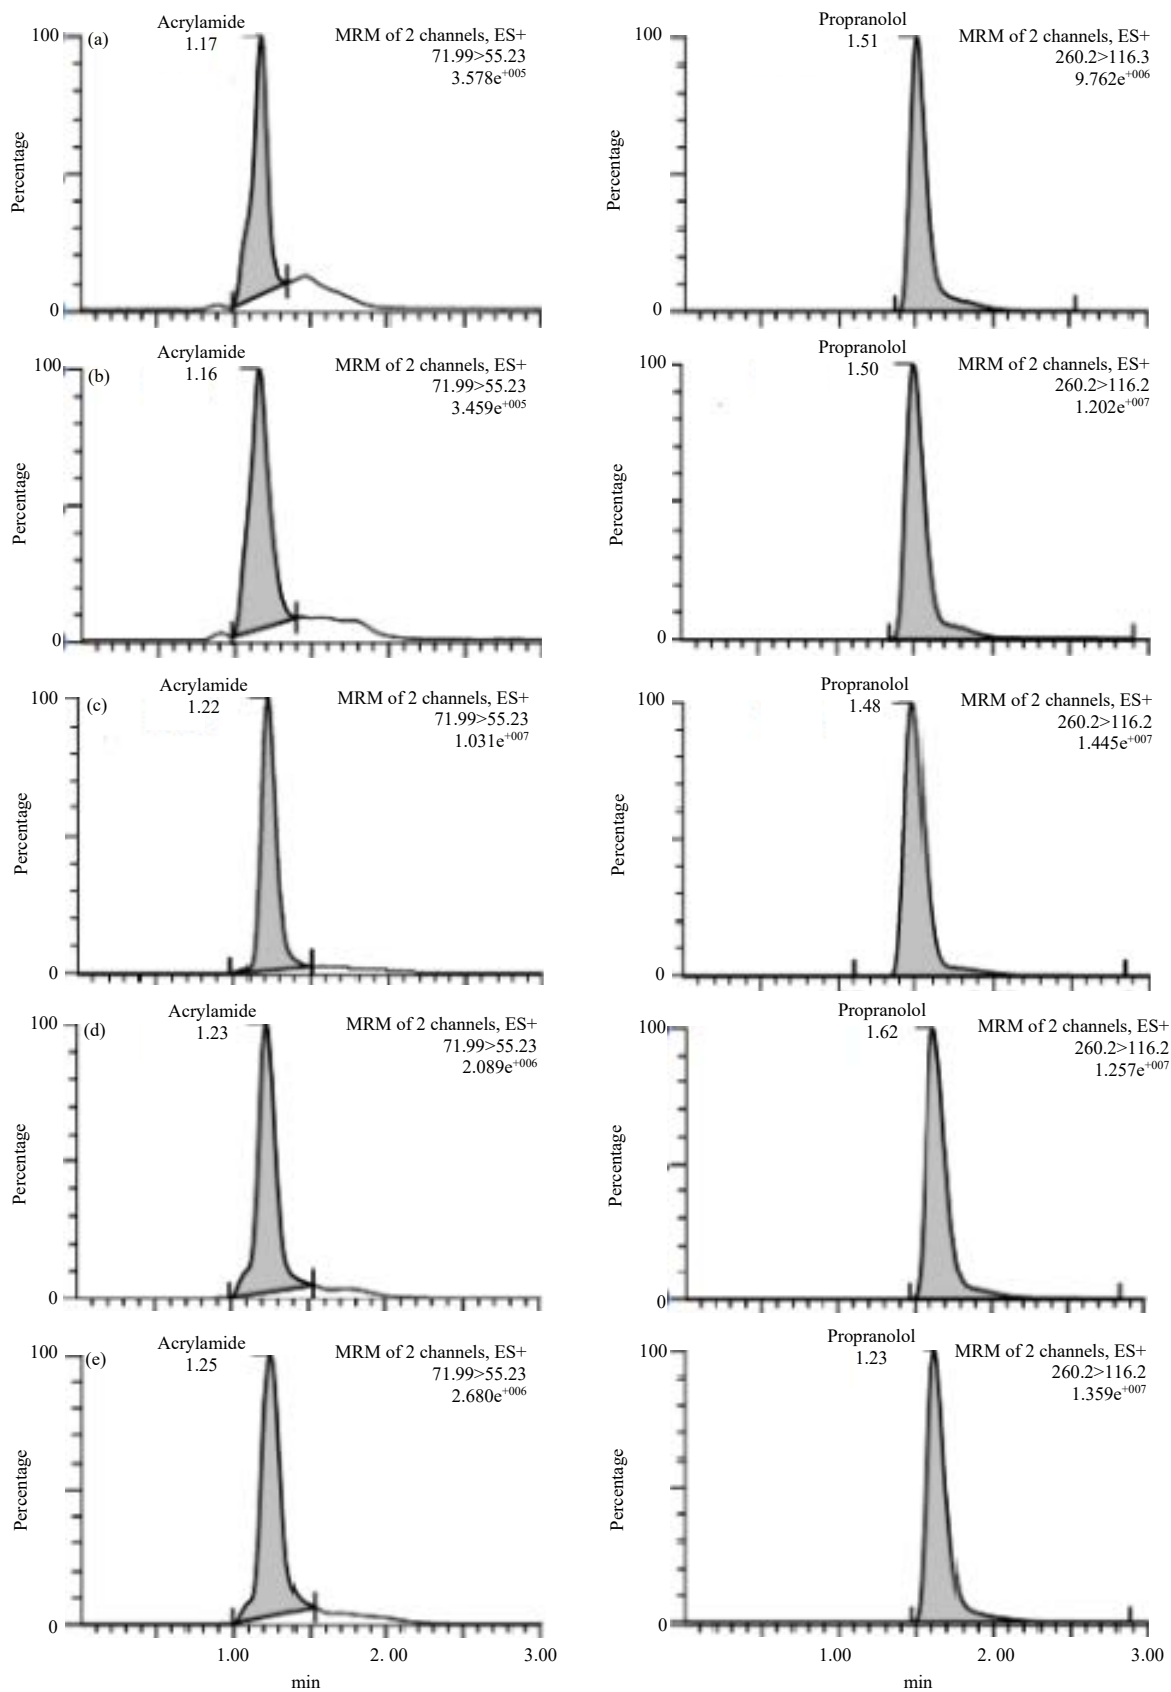 (a)
Acrylamide
1.17
MRM of 2 channels, ES+
71.99>55.23
3.578e+005
100
Percentage
0
Propranolol
1.51
MRM of 2 channels, ES+
260.2>116.3
9.762e+006
100
Percentage
0
(b)
Acrylamide
1.16
MRM of 2 channels, ES+
71.99>55.23
3.459e+005
100
Percentage
0
Propranolol
1.50
MRM of 2 channels, ES+
260.2>116.2
1.202e+007
100
Percentage
0
(c)
Acrylamide
1.22
MRM of 2 channels, ES+
71.99>55.23
1.031e+007
100
Percentage
0
Propranolol
1.48
MRM of 2 channels, ES+
260.2>116.2
1.445e+007
100
Percentage
0
(d)
Acrylamide
1.23
MRM of 2 channels, ES+
71.99>55.23
2.089e+006
100
Percentage
0
Propranolol
1.62
MRM of 2 channels, ES+
260.2>116.2
1.257e+007
100
Percentage
0
(e)
Acrylamide
1.25
MRM of 2 channels, ES+
71.99>55.23
2.680e+006
100
Percentage
0
1.00 2.00 3.00
min
Propranolol
1.23
MRM of 2 channels, ES+
260.2>116.2
1.359e+007
100
Percentage
0
1.00 2.00 3.00
min